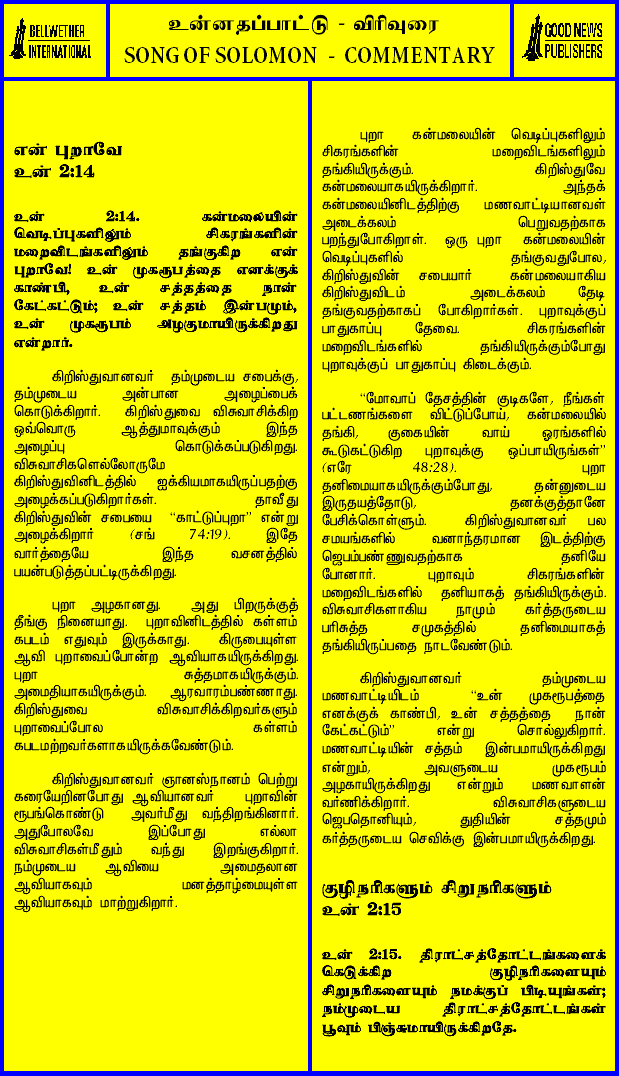 BELLWETHER
INTERNATIONAL
உன்னதப்பாட்டு - விரிவுரை
SONG OF SOLOMON - COMMENTARY
GOOD NEWS
PUBLISHERS
என் புறாவே
உன் 2:14
உன் 2:14. கன்மலையின்
வெடிப்புகளிலும் சிகரங்களின்
மறைவிடங்களிலும் தங்குகிற என்
புறாவே! உன் முகரூபத்தை எனக்குக்
காண்பி, உன் சத்தத்தை நான்
கேட்கட்டும்; உன் சத்தம் இன்பமும்,
உன் முகரூபம் அழகுமாயிருக்கிறது
என்றார்.
கிறிஸ்துவானவர் தம்முடைய சபைக்கு,
தம்முடைய அன்பான அழைப்பைக்
கொடுக்கிறார். கிறிஸ்துவை விசுவாசிக்கிற
ஒவ்வொரு ஆத்துமாவுக்கும் இந்த
அழைப்பு கொடுக்கப்படுகிறது.
விசுவாசிகளெல்லோருமே
கிறிஸ்துவினிடத்தில் ஐக்கியமாகயிருப்பதற்கு
அழைக்கப்படுகிறார்கள். தாவீது
கிறிஸ்துவின் சபையை “காட்டுப்புறா” என்று
அழைக்கிறார் (சங் 74:19). இதே
வார்த்தையே இந்த வசனத்தில்
பயன்படுத்தப்பட்டிருக்கிறது.
புறா அழகானது. அது பிறருக்குத்
தீங்கு நினையாது. புறாவினிடத்தில் கள்ளம்
கபடம் எதுவும் இருக்காது. கிருபையுள்ள
ஆவி புறாவைப்போன்ற ஆவியாகயிருக்கிறது.
புறா சுத்தமாகயிருக்கும்.
அமைதியாகயிருக்கும். ஆரவாரம்பண்ணாது.
கிறிஸ்துவை விசுவாசிக்கிறவர்களும்
புறாவைப்போல கள்ளம்
கபடமற்றவர்களாகயிருக்கவேண்டும்.
கிறிஸ்துவானவர் ஞானஸ்நானம் பெற்று
கரையேறினபோது ஆவியானவர் புறாவின்
ரூபங்கொண்டு அவர்மீது வந்திறங்கினார்.
அதுபோலவே இப்போது எல்லா
விசுவாசிகள்மீதும் வந்து இறங்குகிறார்.
நம்முடைய ஆவியை அமைதலான
ஆவியாகவும் மனத்தாழ்மையுள்ள
ஆவியாகவும் மாற்றுகிறார்.
புறா கன்மலையின் வெடிப்புகளிலும்
சிகரங்களின் மறைவிடங்களிலும்
தங்கியிருக்கும். கிறிஸ்துவே
கன்மலையாகயிருக்கிறார். அந்தக்
கன்மலையினிடத்திற்கு மணவாட்டியானவள்
அடைக்கலம் பெறுவதற்காக
பறந்துபோகிறாள். ஒரு புறா கன்மலையின்
வெடிப்புகளில் தங்குவதுபோல,
கிறிஸ்துவின் சபையார் கன்மலையாகிய
கிறிஸ்துவிடம் அடைக்கலம் தேடி
தங்குவதற்காகப் போகிறார்கள். புறாவுக்குப்
பாதுகாப்பு தேவை. சிகரங்களின்
மறைவிடங்களில் தங்கியிருக்கும்போது
புறாவுக்குப் பாதுகாப்பு கிடைக்கும்.
“மோவாப் தேசத்தின் குடிகளே, நீங்கள்
பட்டணங்களை விட்டுப்போய், கன்மலையில்
தங்கி, குகையின் வாய் ஓரங்களில்
கூடுகட்டுகிற புறாவுக்கு ஒப்பாயிருங்கள்”
(எரே 48:28). புறா
தனிமையாகயிருக்கும்போது, தன்னுடைய
இருதயத்தோடு, தனக்குத்தானே
பேசிக்கொள்ளும். கிறிஸ்துவானவர் பல
சமயங்களில் வனாந்தரமான இடத்திற்கு
ஜெபம்பண்ணுவதற்காக தனியே
போனார். புறாவும் சிகரங்களின்
மறைவிடங்களில் தனியாகத் தங்கியிருக்கும்.
விசுவாசிகளாகிய நாமும் கர்த்தருடைய
பரிசுத்த சமுகத்தில் தனிமையாகத்
தங்கியிருப்பதை நாடவேண்டும்.
கிறிஸ்துவானவர் தம்முடைய
மணவாட்டியிடம் “உன் முகரூபத்தை
எனக்குக் காண்பி, உன் சத்தத்தை நான்
கேட்கட்டும்” என்று சொல்லுகிறார்.
மணவாட்டியின் சத்தம் இன்பமாயிருக்கிறது
என்றும், அவளுடைய முகரூபம்
அழகாயிருக்கிறது என்றும் மணவாளன்
வர்ணிக்கிறார். விசுவாசிகளுடைய
ஜெபதொனியும், துதியின் சத்தமும்
கர்த்தருடைய செவிக்கு இன்பமாயிருக்கிறது.
குழிநரிகளும் சிறுநரிகளும்
உன் 2:15
உன் 2:15. திராட்சத்தோட்டங்களைக்
கெடுக்கிற குழிநரிகளையும்
சிறுநரிகளையும் நமக்குப் பிடியுங்கள்;
நம்முடைய திராட்சத்தோட்டங்கள்
பூவும் பிஞ்சுமாயிருக்கிறதே.